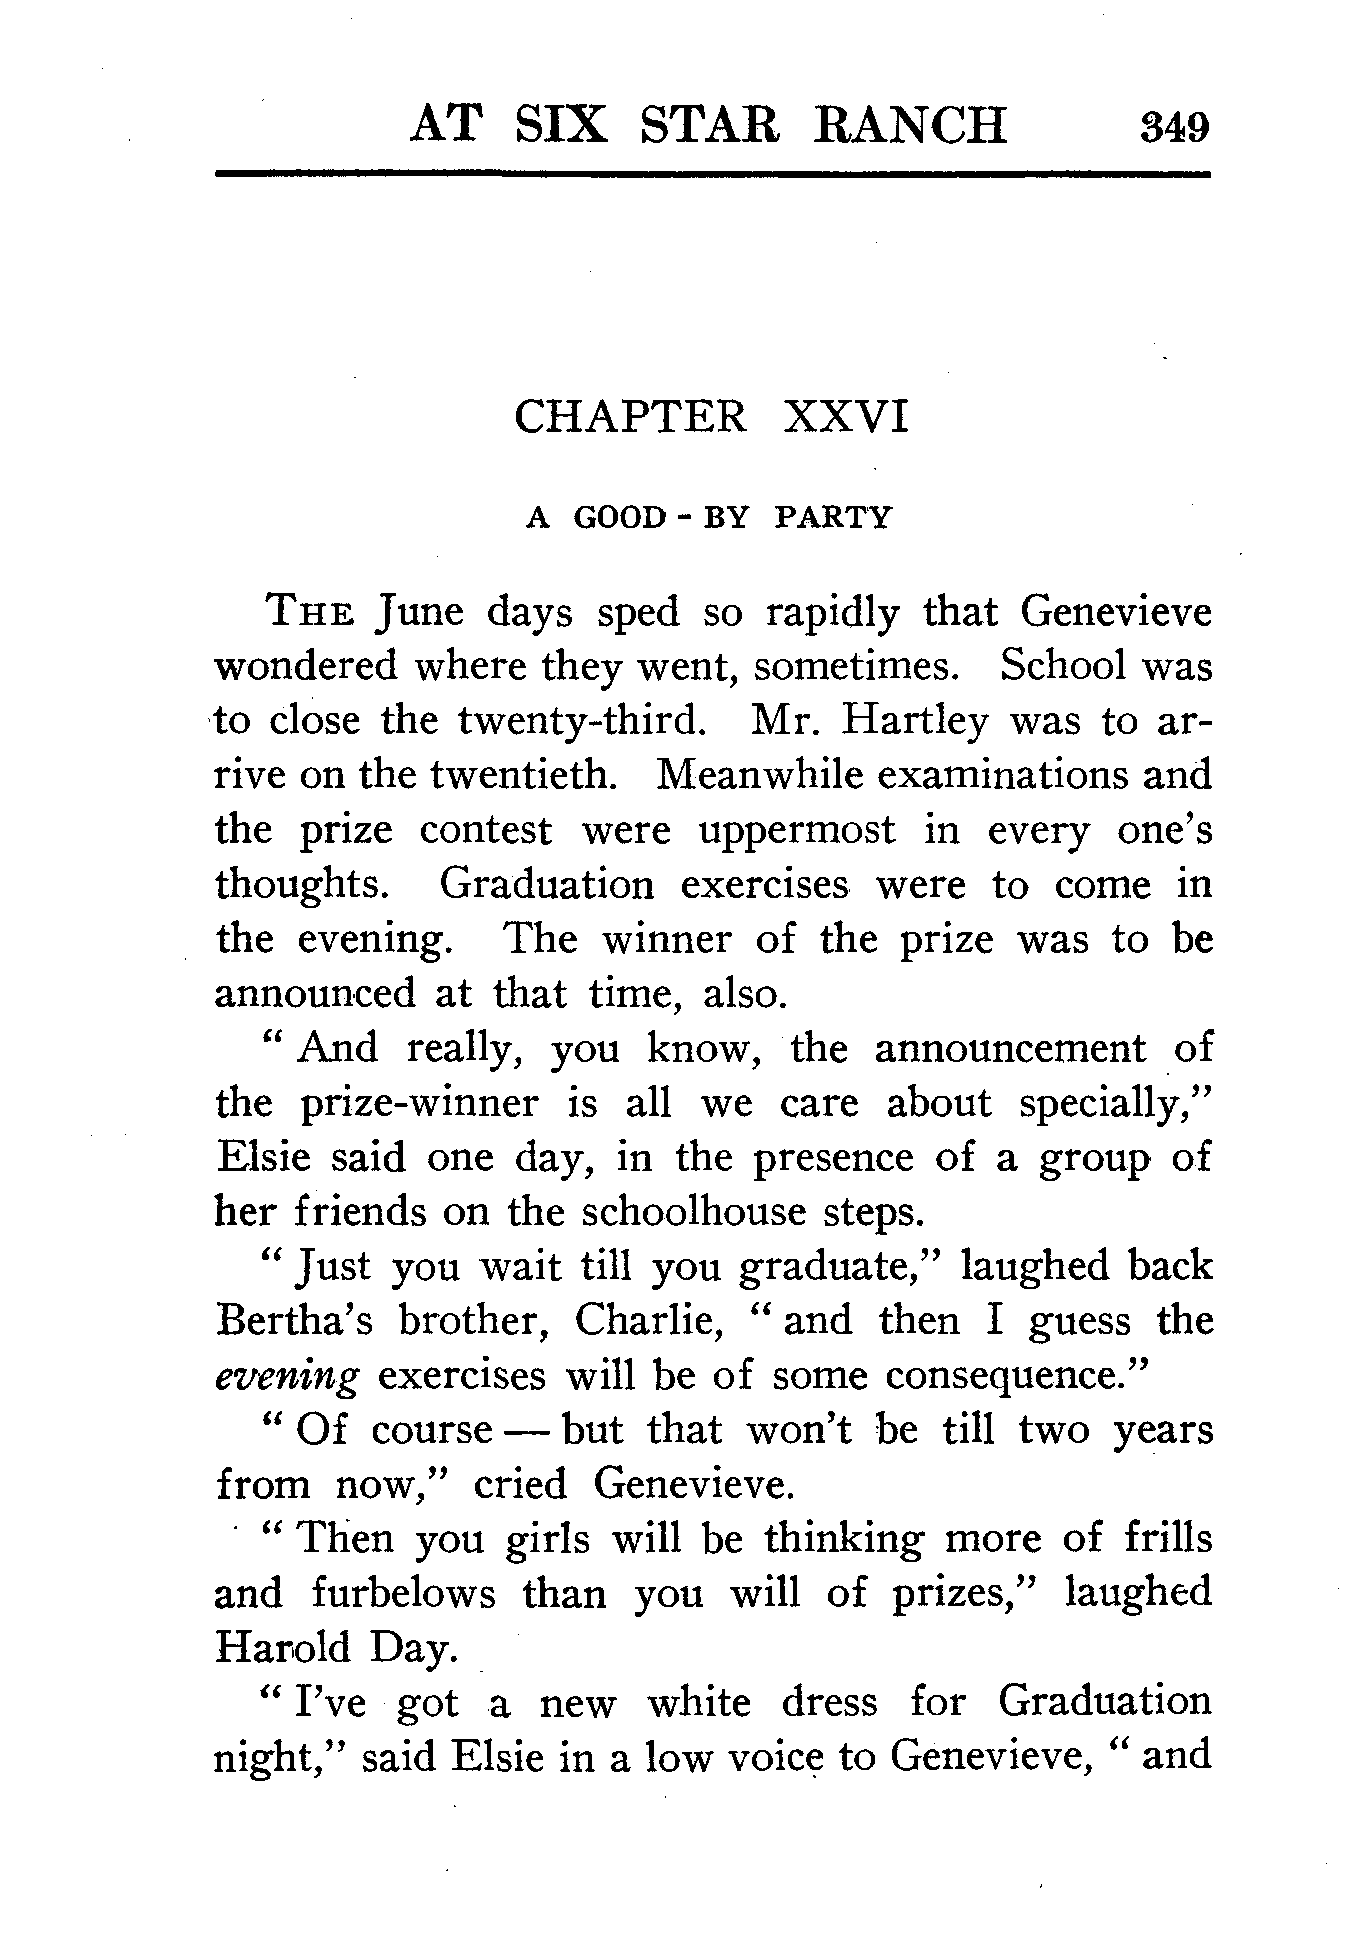 AT SIX STAR RANCH 349
CHAPTER XXVI
A GOOD-BY PARTY
THE June days sped so rapidly that Genevieve
wondered where they went, sometimes. School was
to close the twenty-third. Mr. Hartley was to ar-
rive on the twentieth. Meanwhile examinations and
the prize contest were uppermost in every one's
thoughts. Graduation exercises were to come in
the evening. The winner of the prize was to be
announced at that time, also.
" And really, you know, the announcement of
the prize-winner is all we care about specially,"
Elsie said one day, in the presence of a group of
her friends on the schoolhouse steps.
" Just you wait till you graduate," laughed back
Bertha's brother, Charlie, " and then I guess the
evening exercises will be of some consequence."
" Of course — but that won't be till two years
from now," cried Genevieve.
" Then you girls will be thinking more of frills
and furbelows than you will of prizes," laughed
Harold Day.
" I've got a new white dress for Graduation
night," said Elsie in a low voice to Genevieve, " and